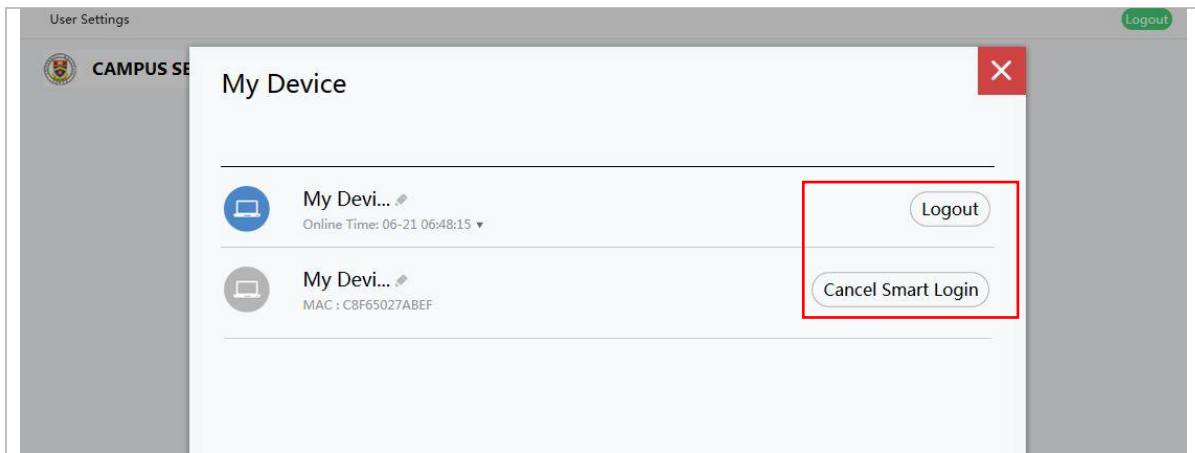 User Settings
Logout
CAMPUS SE
My Device
My Devi...
Online Time: 06-21 06:48:15
Logout
My Devi...
MAC : C8F65027ABEF
Cancel Smart Login